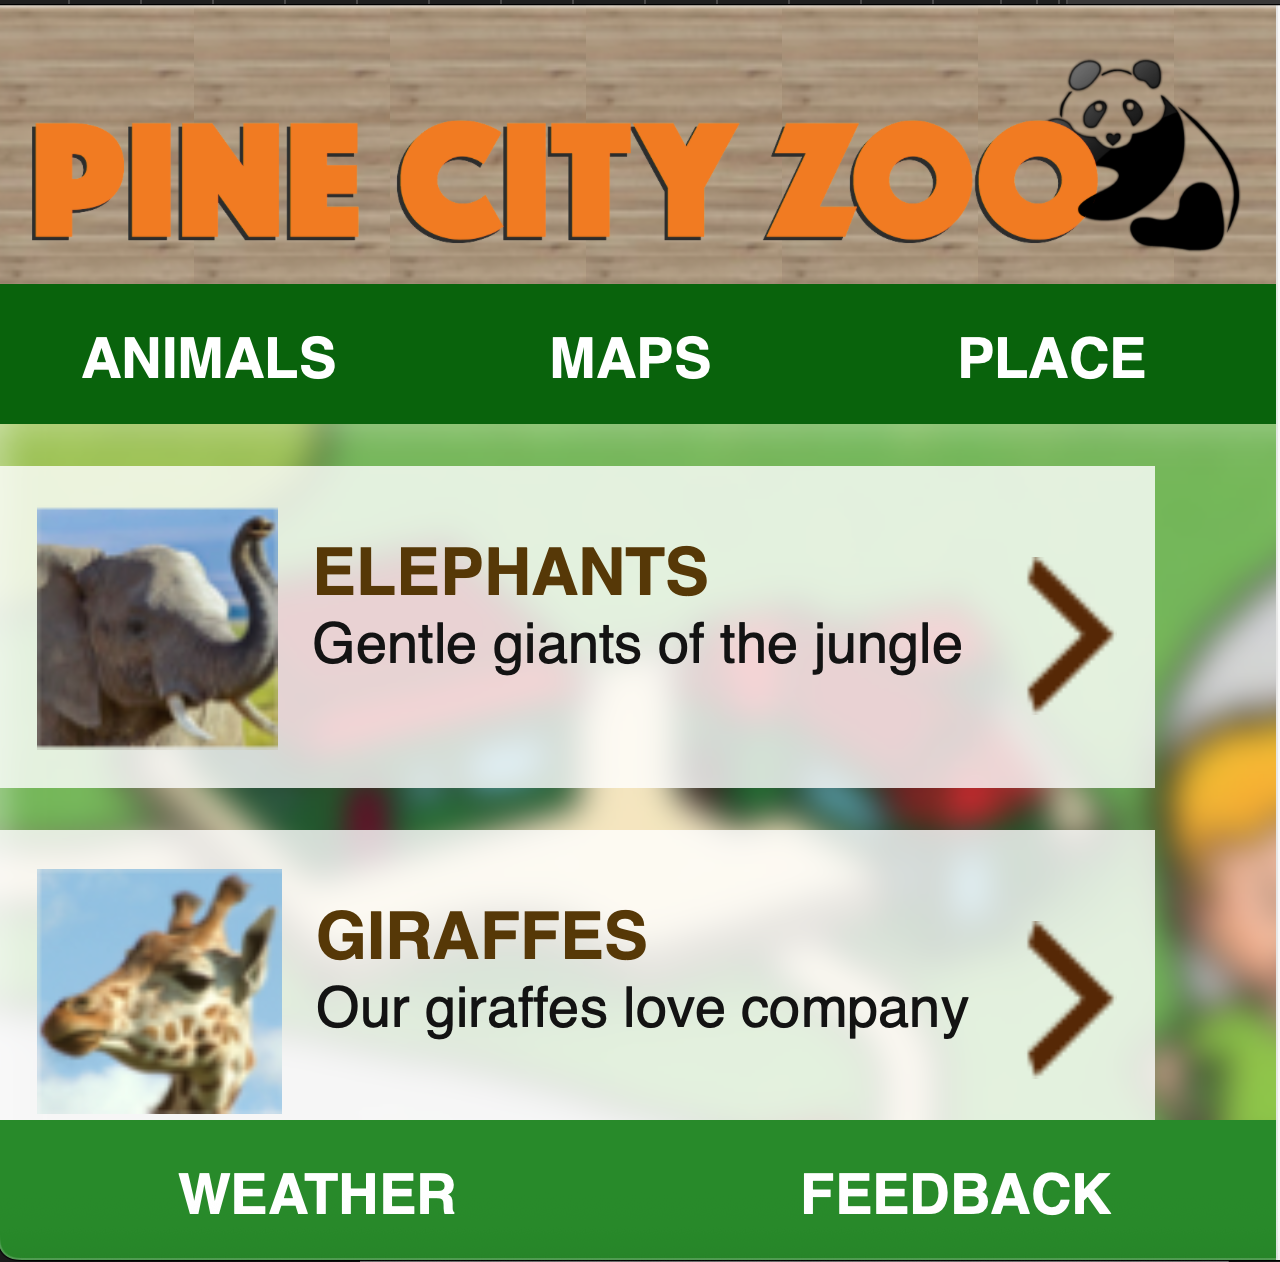 PINE CITY ZOO
ANIMALS MAPS PLACE
ELEPHANTS
Gentle giants of the jungle
GIRAFFES
Our giraffes love company
WEATHER FEEDBACK